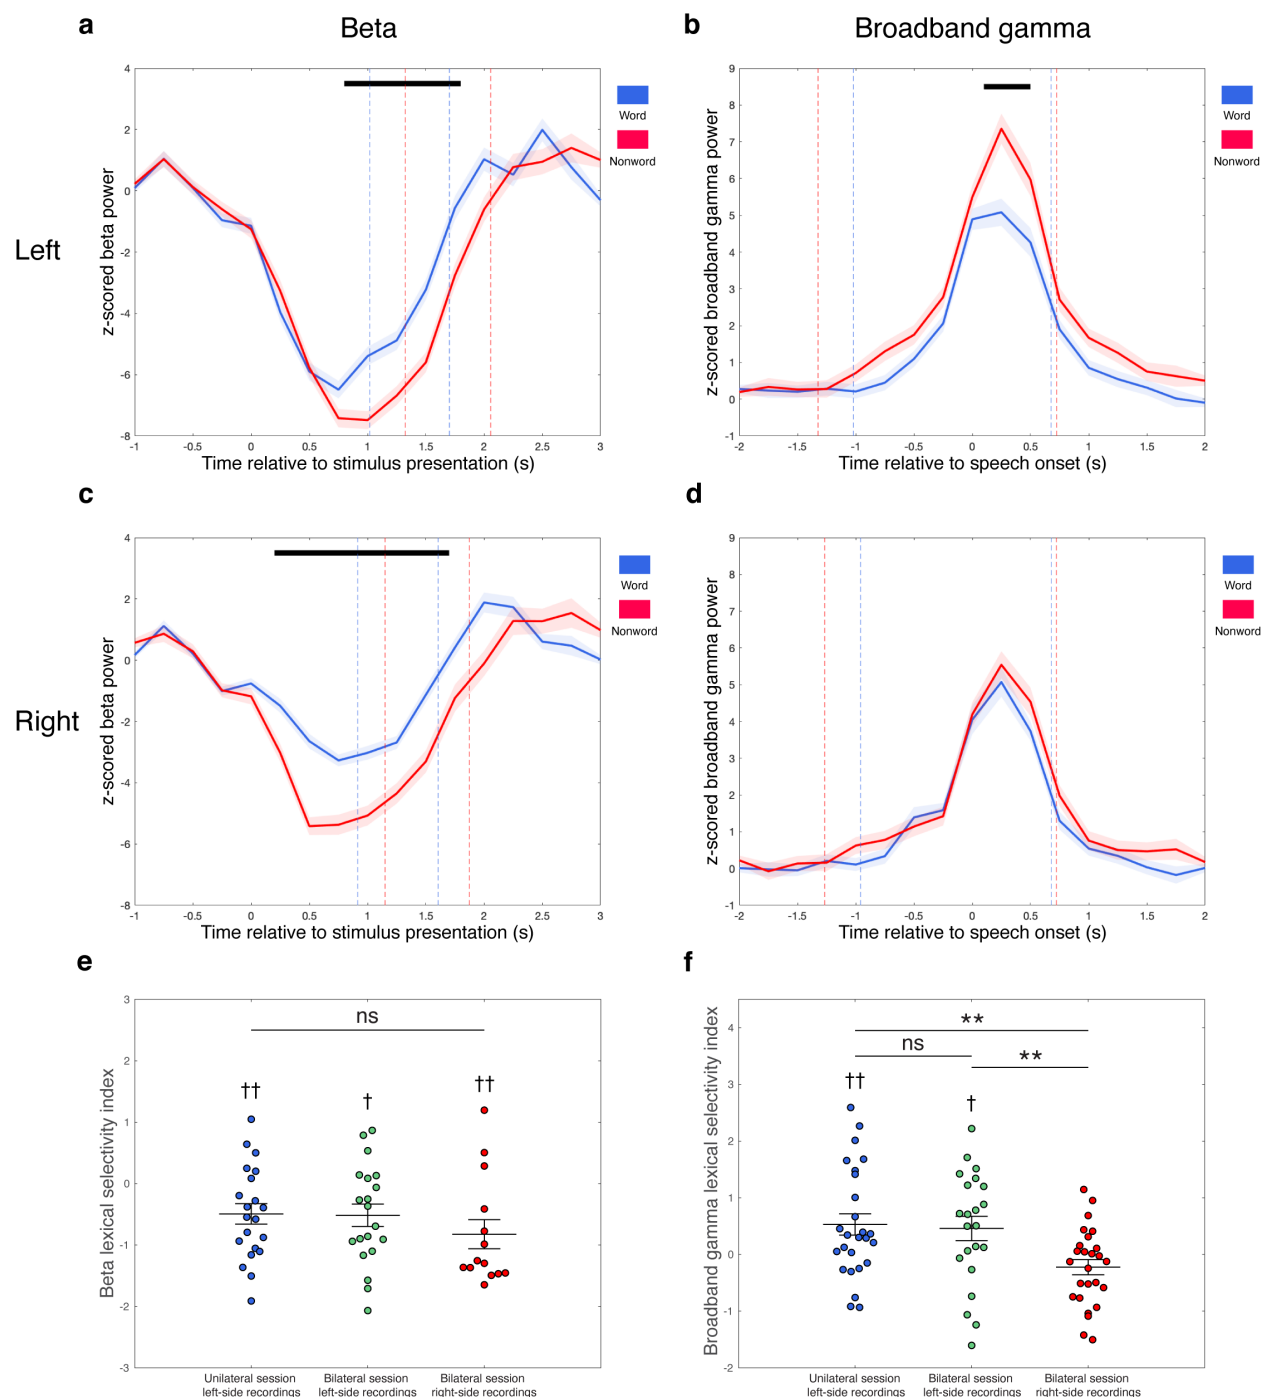 a
Beta
b
Broadband gamma
Left
z-scored beta power
4
2
0
-2
-4
-6
-8
-1
-0.5
0
0.5
1
1.5
2
2.5
3
Time relative to stimulus presentation (s)
Word
Nonword
z-scored broadband gamma power
9
8
7
6
5
4
3
2
1
0
-1
-2
-1.5
-1
-0.5
0
0.5
1
1.5
2
Time relative to speech onset (s)
Word
Nonword
c
d
Right
z-scored beta power
4
2
0
-2
-4
-6
-8
-1
-0.5
0
0.5
1
1.5
2
2.5
3
Time relative to stimulus presentation (s)
Word
Nonword
z-scored broadband gamma power
9
8
7
6
5
4
3
2
1
0
-1
-2
-1.5
-1
-0.5
0
0.5
1
1.5
2
Time relative to speech onset (s)
Word
Nonword
e
f
Beta lexical selectivity index
3
2
1
0
-1
-2
-3
ns
††
†
††
Unilateral session
left-side recordings
Bilateral session
left-side recordings
Bilateral session
right-side recordings
Broadband gamma lexical selectivity index
4
3
2
1
0
-1
-2
**
ns
**
††
†
Unilateral session
left-side recordings
Bilateral session
left-side recordings
Bilateral session
right-side recordings